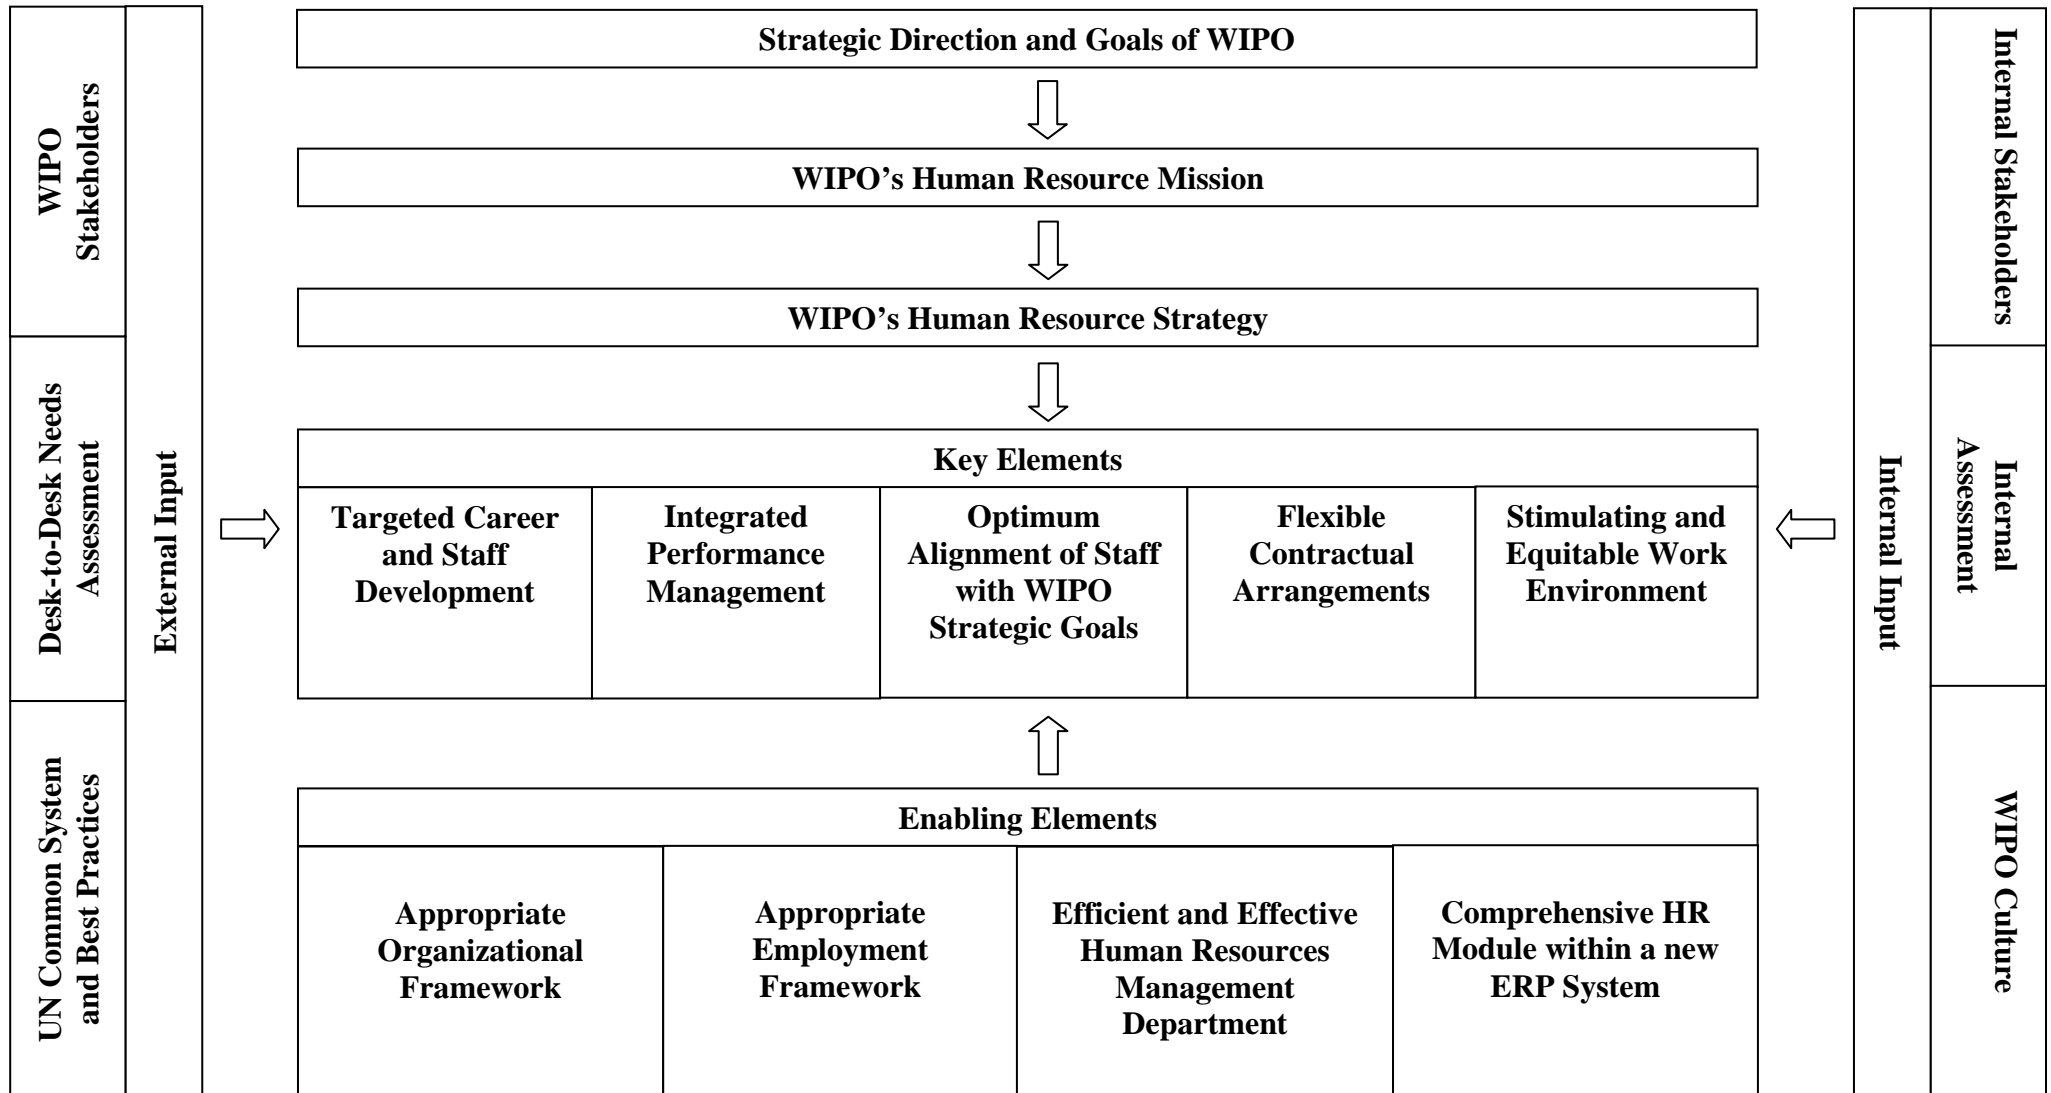 WIPO
Stakeholders
Desk-to-Desk Needs
Assessment
UN Common System
and Best Practices
External Input
Strategic Direction and Goals of WIPO
WIPO’s Human Resource Mission
WIPO’s Human Resource Strategy
Key Elements
Targeted Career
and Staff
Development
Integrated
Performance
Management
Optimum
Alignment of Staff
with WIPO
Strategic Goals
Flexible
Contractual
Arrangements
Stimulating and
Equitable Work
Environment
Enabling Elements
Appropriate
Organizational
Framework
Appropriate
Employment
Framework
Efficient and Effective
Human Resources
Management
Department
Comprehensive HR
Module within a new
ERP System
Internal Input
Internal Stakeholders
Internal
Assessment
WIPO Culture